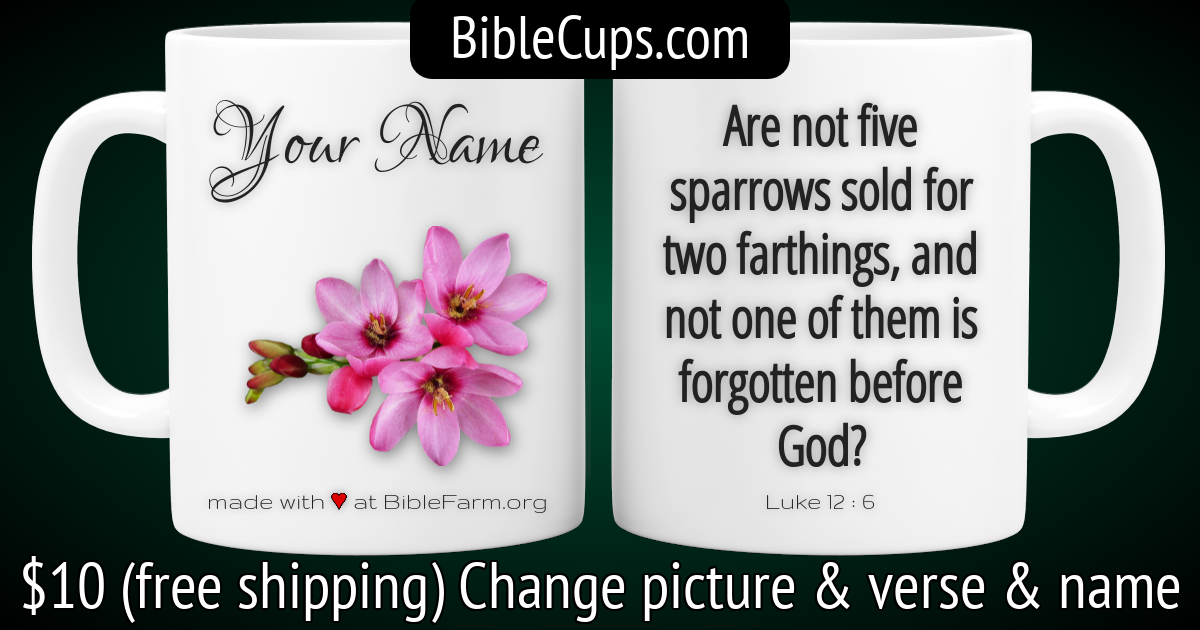 BibleCups.com
Your Name
made with ♥ at BibleFarm.org
Are not five
sparrows sold for
two farthings, and
not one of them is
forgotten before
God?
Luke 12 : 6
$10 (free shipping) Change picture & verse & name